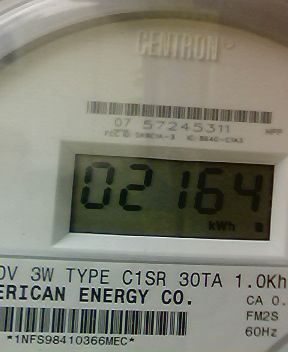 CENTRON
07 57245311
02164
kWh
0V 3W TYPE C1SR 30TA 1.0Kh
ERICAN ENERGY CO.
CA 0.
FM2S
60Hz
*1NFS98410366MEC*